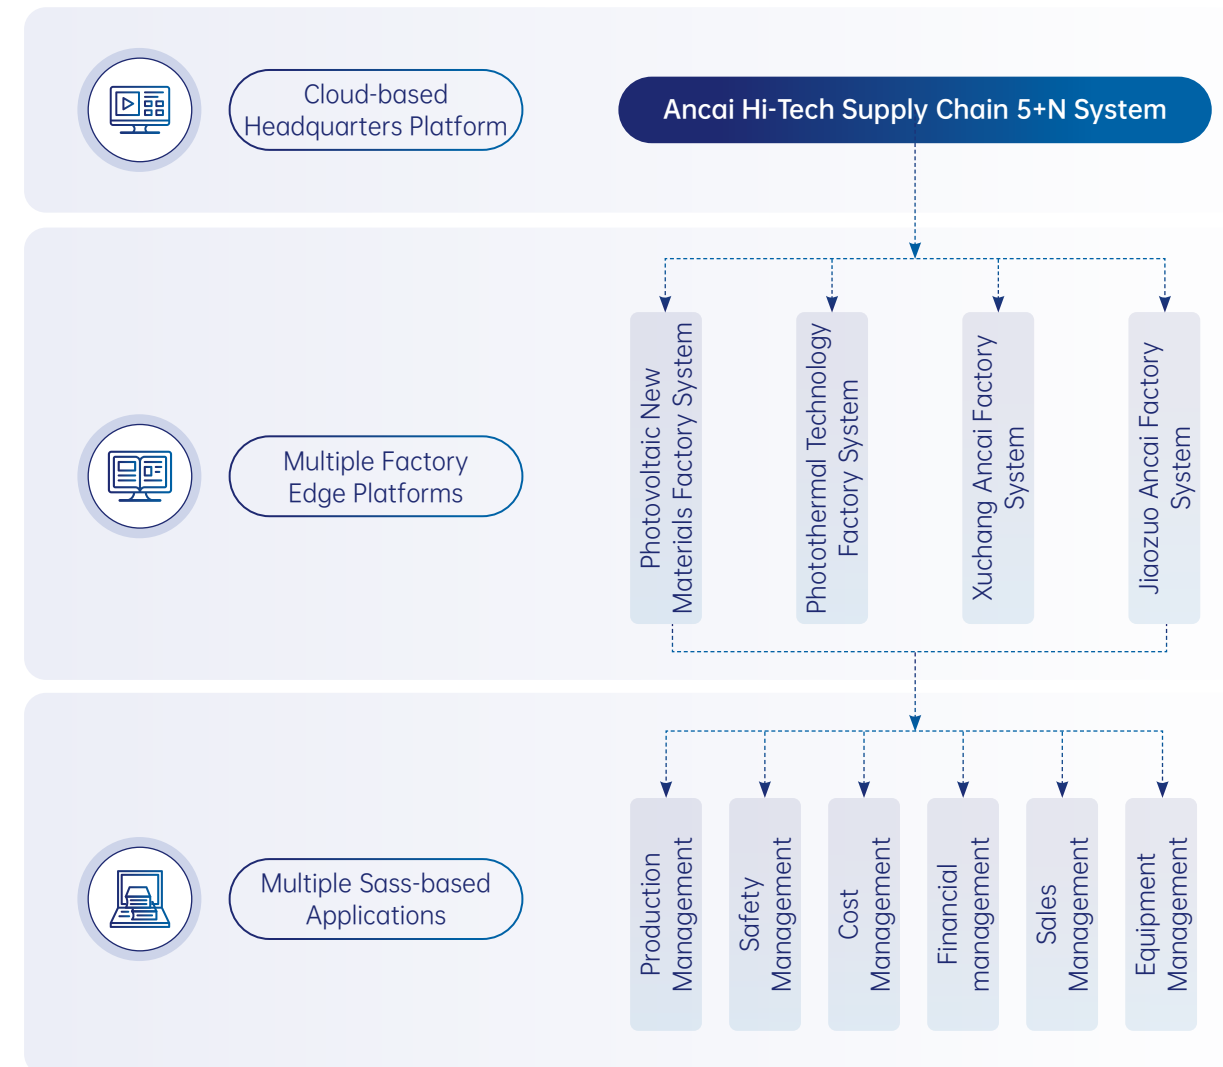 Cloud-based
Headquarters Platform
Ancai Hi-Tech Supply Chain 5+N System
Multiple Factory
Edge Platforms
Photovoltaic New
Materials Factory System
Photothermal Technology
Factory System
Xuchang Ancai Factory
System
Jiaozuo Ancai Factory
System
Multiple Sass-based
Applications
Production
Management
Safety
Management
Cost
Management
Financial
management
Sales
Management
Equipment
Management